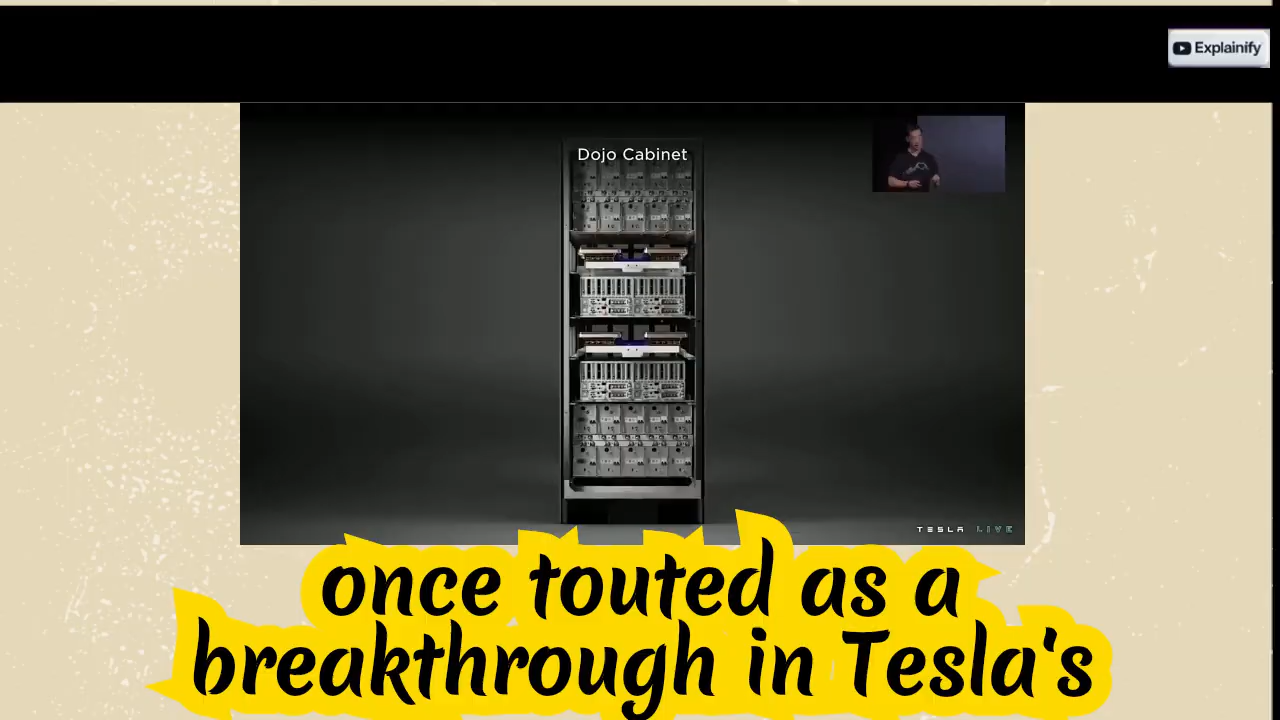 Explainify
Dojo Cabinet
TESLA LIVE
once touted as a
breakthrough in Tesla's